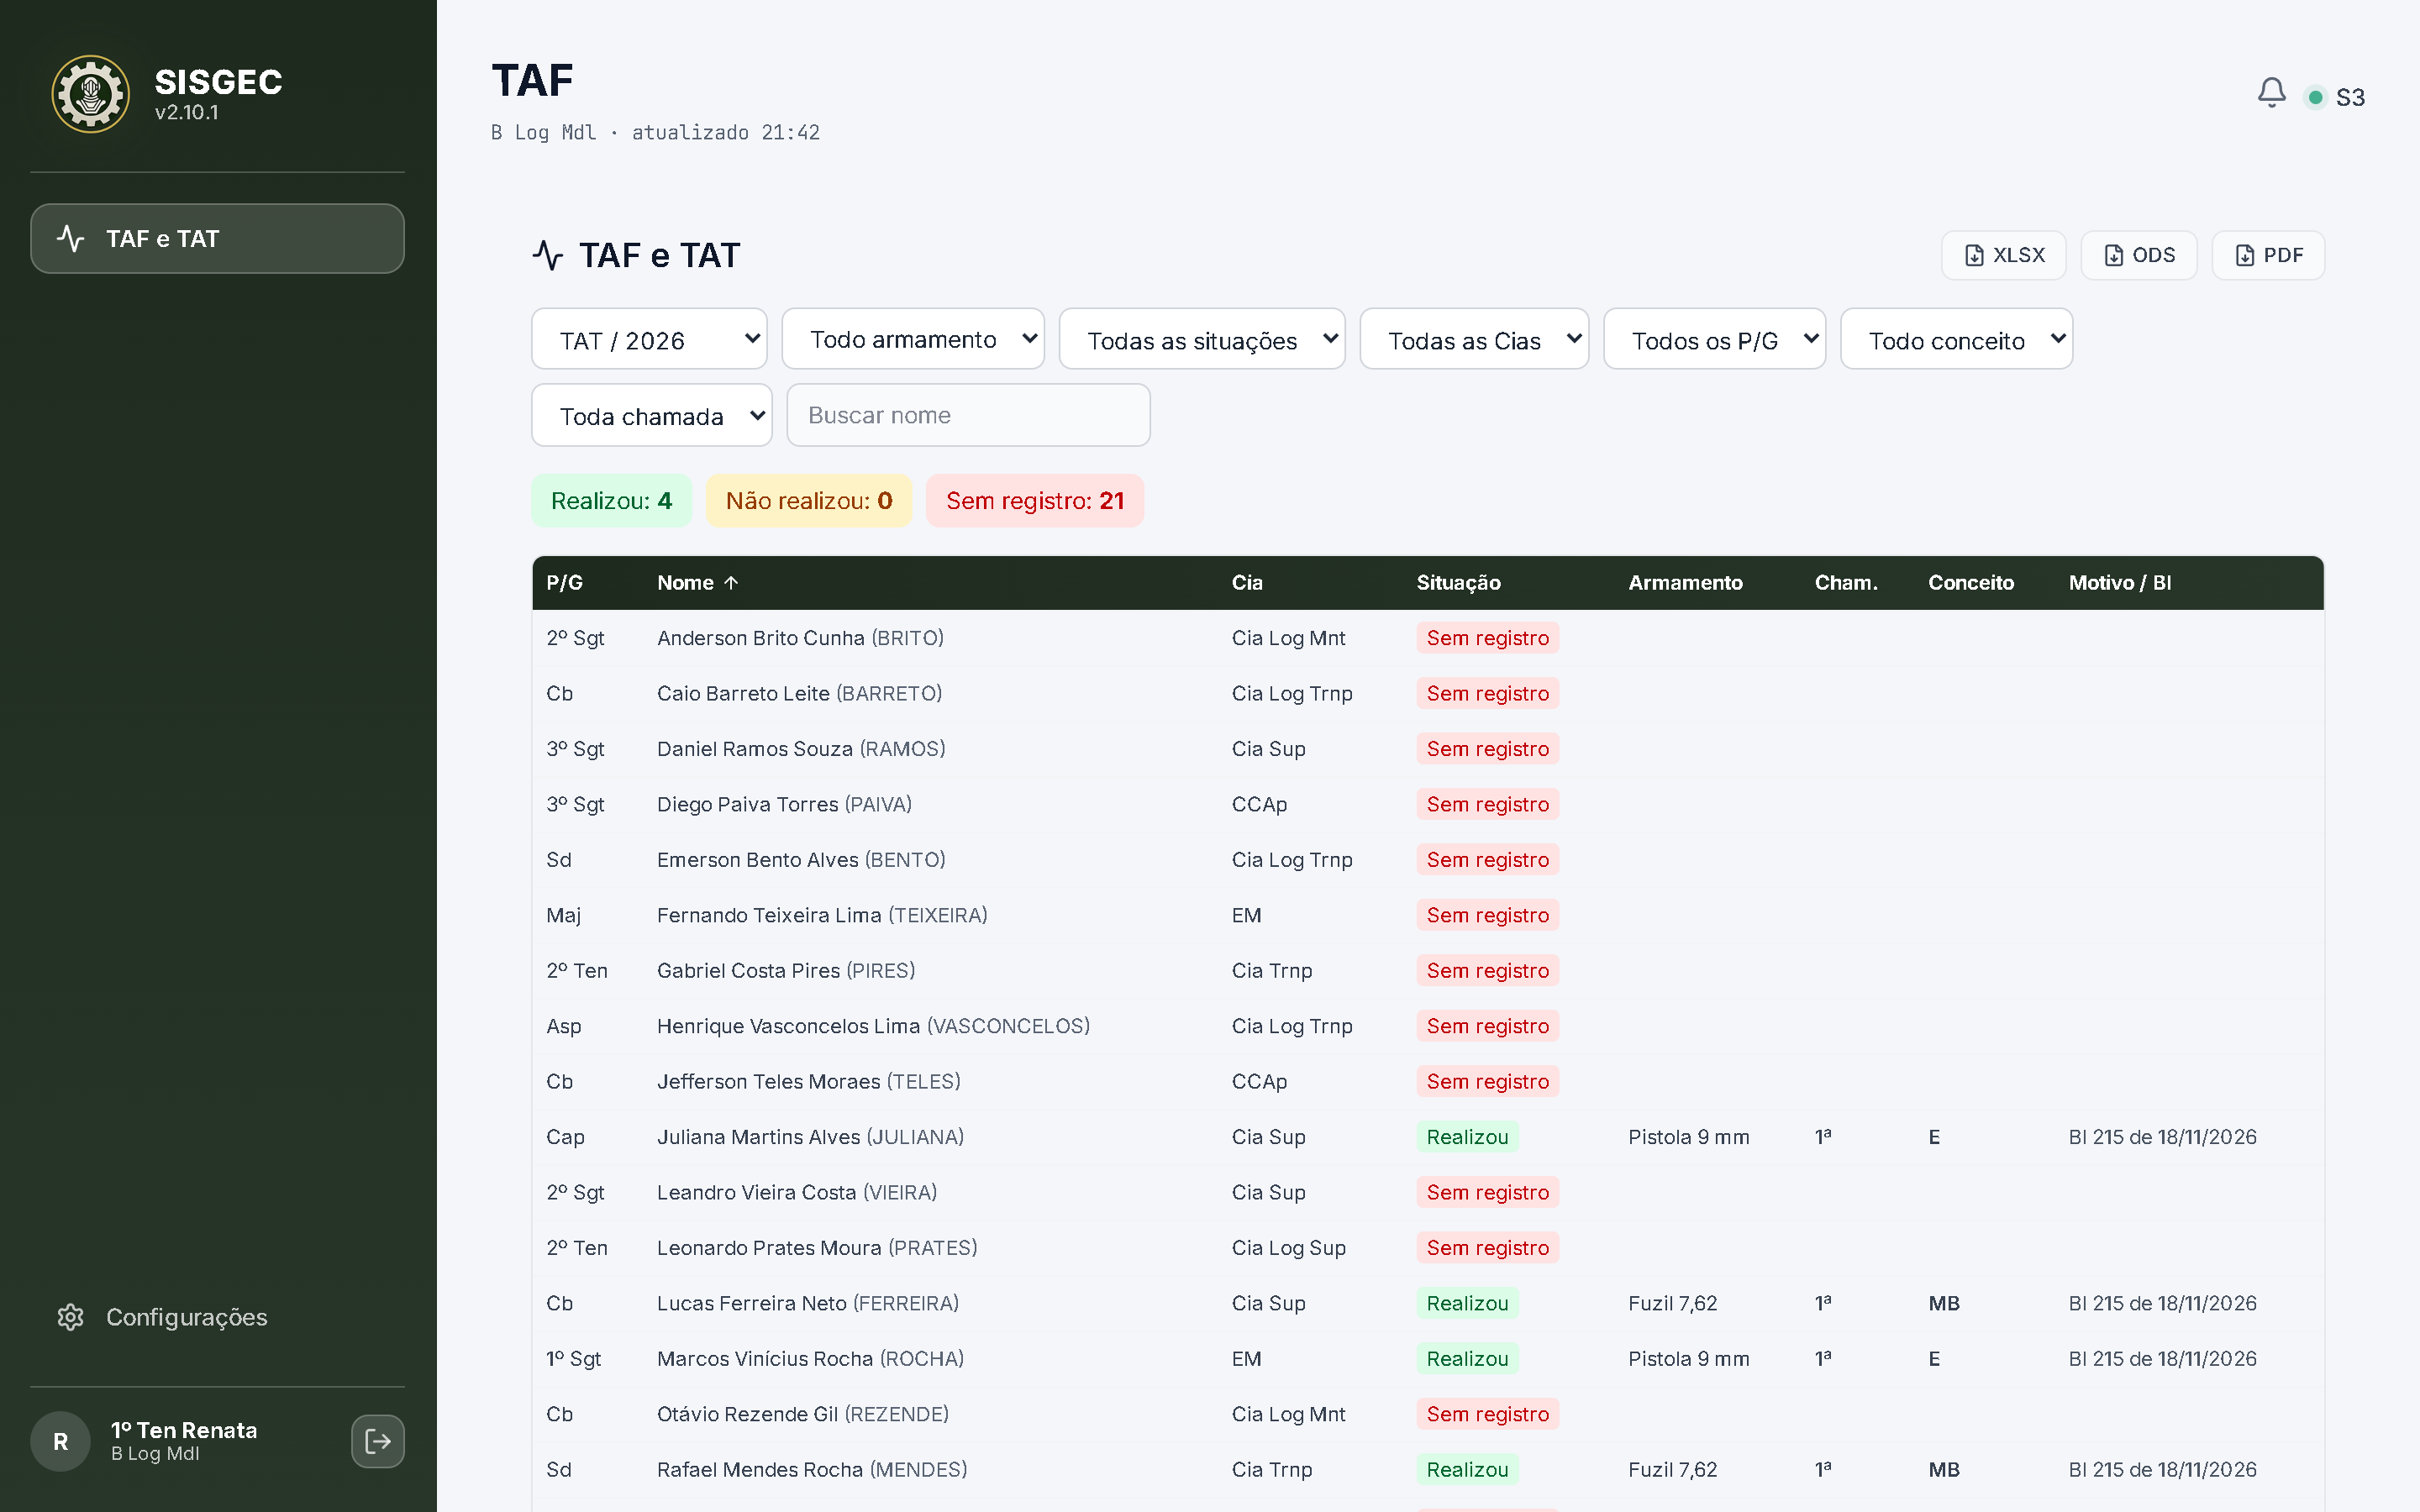 SISGEC
v2.10.1
TAF e TAT
Configurações
R
1º Ten Renata
B Log Mdl
TAF
B Log Mdl · atualizado 21:42
S3
TAF e TAT
XLSX ODS PDF
TAT / 2026 Todo armamento Todas as situações Todas as Cias Todos os P/G Todo conceito
Toda chamada Buscar nome
Realizou: 4 Não realizou: 0 Sem registro: 21
P/G Nome ↑ Cia Situação Armamento Cham. Conceito Motivo / BI
2º Sgt Anderson Brito Cunha (BRITO) Cia Log Mnt Sem registro
Cb Caio Barreto Leite (BARRETO) Cia Log Trnp Sem registro
3º Sgt Daniel Ramos Souza (RAMOS) Cia Sup Sem registro
3º Sgt Diego Paiva Torres (PAIVA) CCAp Sem registro
Sd Emerson Bento Alves (BENTO) Cia Log Trnp Sem registro
Maj Fernando Teixeira Lima (TEIXEIRA) EM Sem registro
2º Ten Gabriel Costa Pires (PIRES) Cia Trnp Sem registro
Asp Henrique Vasconcelos Lima (VASCONCELOS) Cia Log Trnp Sem registro
Cb Jefferson Teles Moraes (TELES) CCAp Sem registro
Cap Juliana Martins Alves (JULIANA) Cia Sup Realizou Pistola 9 mm 1ª E BI 215 de 18/11/2026
2º Sgt Leandro Vieira Costa (VIEIRA) Cia Sup Sem registro
2º Ten Leonardo Prates Moura (PRATES) Cia Log Sup Sem registro
Cb Lucas Ferreira Neto (FERREIRA) Cia Sup Realizou Fuzil 7,62 1ª MB BI 215 de 18/11/2026
1º Sgt Marcos Vinícius Rocha (ROCHA) EM Realizou Pistola 9 mm 1ª E BI 215 de 18/11/2026
Cb Otávio Rezende Gil (REZENDE) Cia Log Mnt Sem registro
Sd Rafael Mendes Rocha (MENDES) Cia Trnp Realizou Fuzil 7,62 1ª MB BI 215 de 18/11/2026